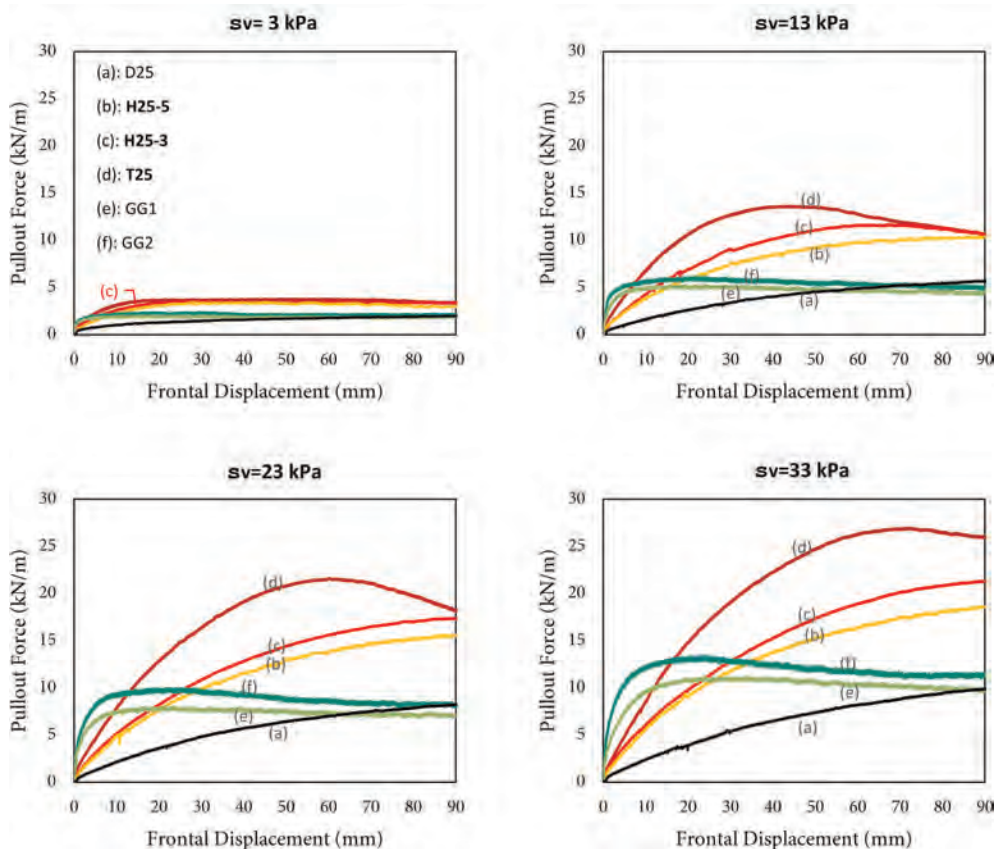 sv= 3 kPa
30
25
20
15
10
5
0
Pullout Force (kN/m)
(a): D25
(b): H25-5
(c): H25-3
(d): T25
(e): GG1
(f): GG2
(c)
0 10 20 30 40 50 60 70 80 90
Frontal Displacement (mm)
sv=13 kPa
30
25
20
15
10
5
0
Pullout Force (kN/m)
(d)
(c)
(b)
(f)
(e)
(a)
0 10 20 30 40 50 60 70 80 90
Frontal Displacement (mm)
sv=23 kPa
30
25
20
15
10
5
0
Pullout Force (kN/m)
(d)
(c)
(b)
(f)
(e)
(a)
0 10 20 30 40 50 60 70 80 90
Frontal Displacement (mm)
sv=33 kPa
30
25
20
15
10
5
0
Pullout Force (kN/m)
(d)
(c)
(b)
(f)
(e)
(a)
0 10 20 30 40 50 60 70 80 90
Frontal Displacement (mm)